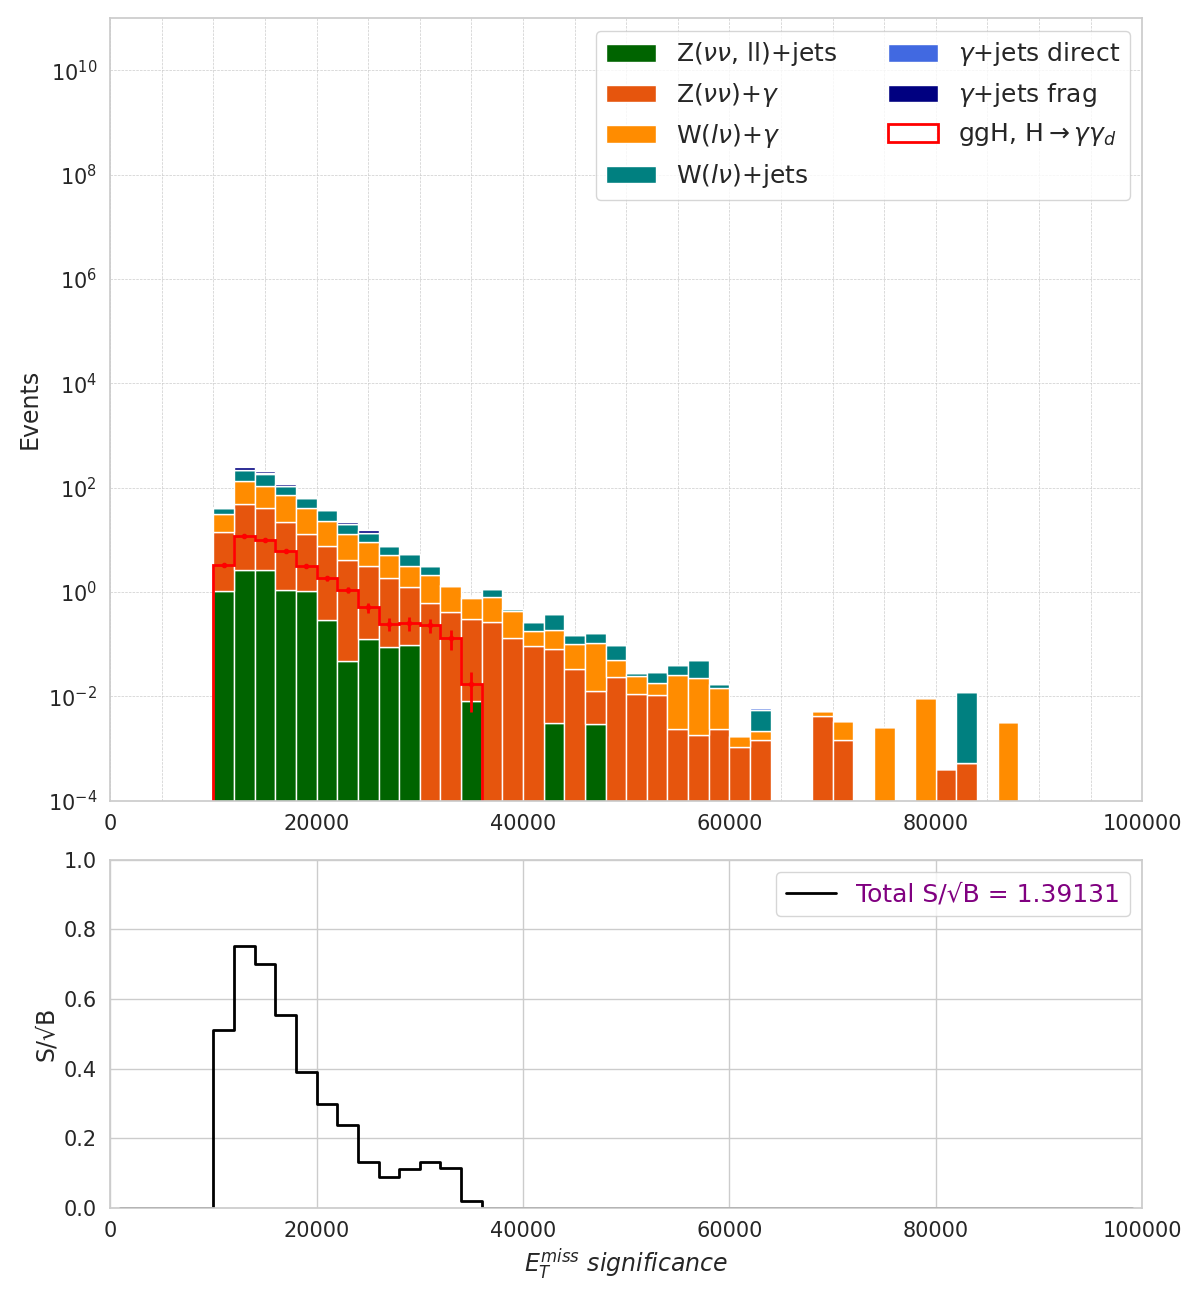 Z(νν, ll)+jets
Z(νν)+γ
W(lν)+γ
W(lν)+jets
γ+jets direct
γ+jets frag
ggH, H→γγ_d
Events
10^10
10^8
10^6
10^4
10^2
10^0
10^−2
10^−4
0 20000 40000 60000 80000 100000
Total S/√B = 1.39131
S/√B
1.0
0.8
0.6
0.4
0.2
0.0
0 20000 40000 60000 80000 100000
E_T^miss significance